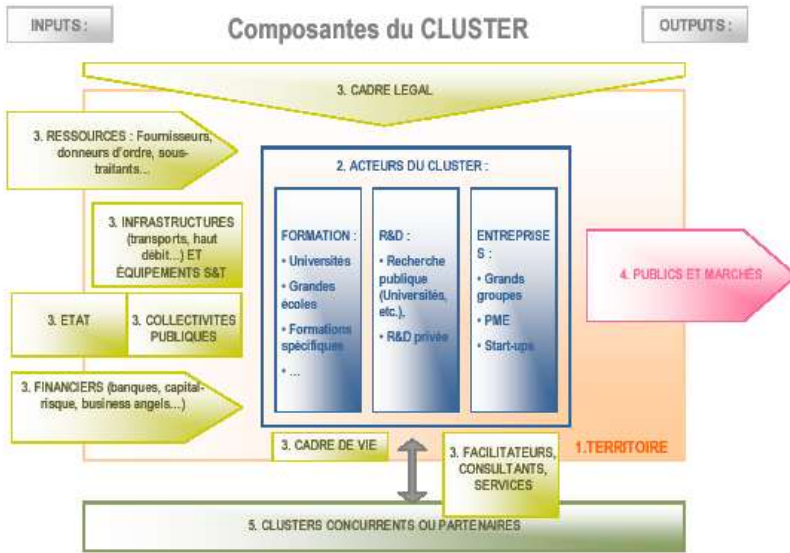 INPUTS :
Composantes du CLUSTER
OUTPUTS :
3. CADRE LEGAL
3. RESSOURCES : Fournisseurs,
donneurs d'ordre, sous-
traitants...
2. ACTEURS DU CLUSTER :
3. INFRASTRUCTURES
(transports, haut
débit...) ET
ÉQUIPEMENTS S&T
FORMATION :
• Universités
• Grandes
écoles
• Formations
spécifiques
• ...
R&D :
• Recherche
publique
(Universités,
etc.),
• R&D privée
ENTREPRISE
S :
• Grands
groupes
• PME
• Start-ups
4. PUBLICS ET MARCHÉS
3. ETAT
3. COLLECTIVITES
PUBLIQUES
3. FINANCIERS (banques, capital-
risque, business angels...)
3. CADRE DE VIE
3. FACILITATEURS,
CONSULTANTS,
SERVICES
1.TERRITOIRE
5. CLUSTERS CONCURRENTS OU PARTENAIRES